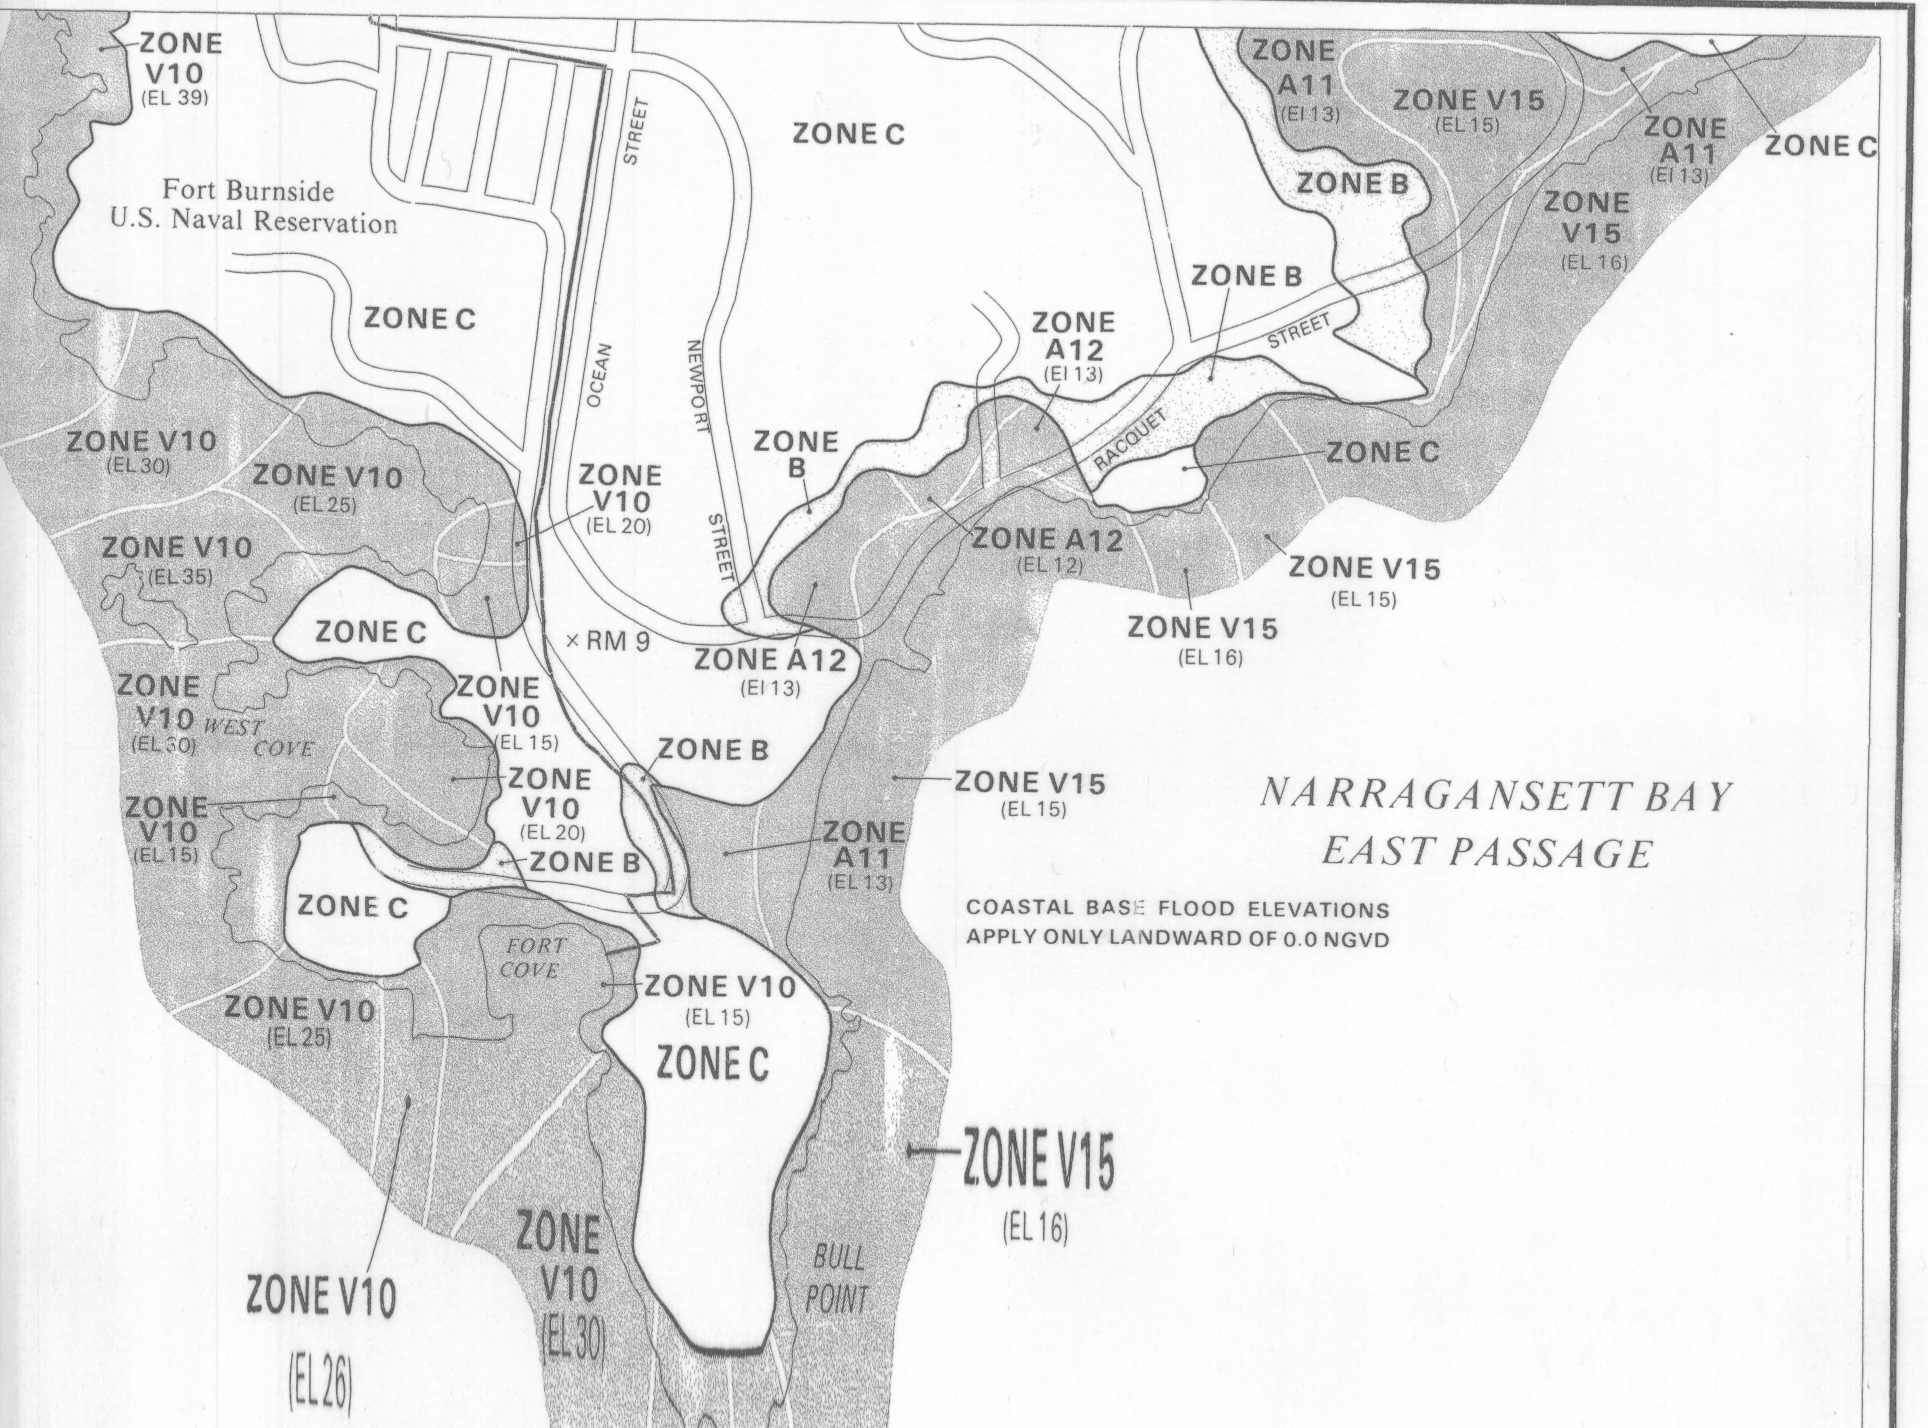 ZONE
V10
(EL 39)
Fort Burnside
U.S. Naval Reservation
ZONE C
STREET
OCEAN
ZONE C
NEWPORT
STREET
ZONE
A11
(El 13)
ZONE V15
(EL 15)
ZONE
A11
(El 13)
ZONE C
ZONE B
ZONE
V15
(EL 16)
ZONE B
STREET
RACQUET
ZONE
A12
(El 13)
ZONE C
ZONE
B
ZONE V10
(EL 30)
ZONE V10
(EL 25)
ZONE
V10
(EL 20)
ZONE V10
(EL 35)
ZONE A12
(EL 12)
ZONE V15
(EL 15)
ZONE V15
(EL 16)
ZONE C
× RM 9
ZONE A12
(El 13)
ZONE
V10
(EL 30)
WEST
COVE
ZONE
V10
(EL 15)
ZONE B
ZONE
V10
(EL 20)
ZONE V15
(EL 15)
NARRAGANSETT BAY
EAST PASSAGE
ZONE
V10
(EL 15)
ZONE B
ZONE
A11
(EL 13)
ZONE C
COASTAL BASE FLOOD ELEVATIONS
APPLY ONLY LANDWARD OF 0.0 NGVD
FORT
COVE
ZONE V10
(EL 15)
ZONE V10
(EL 25)
ZONE C
ZONE V15
(EL 16)
ZONE
V10
(EL 30)
BULL
POINT
ZONE V10
(EL 26)